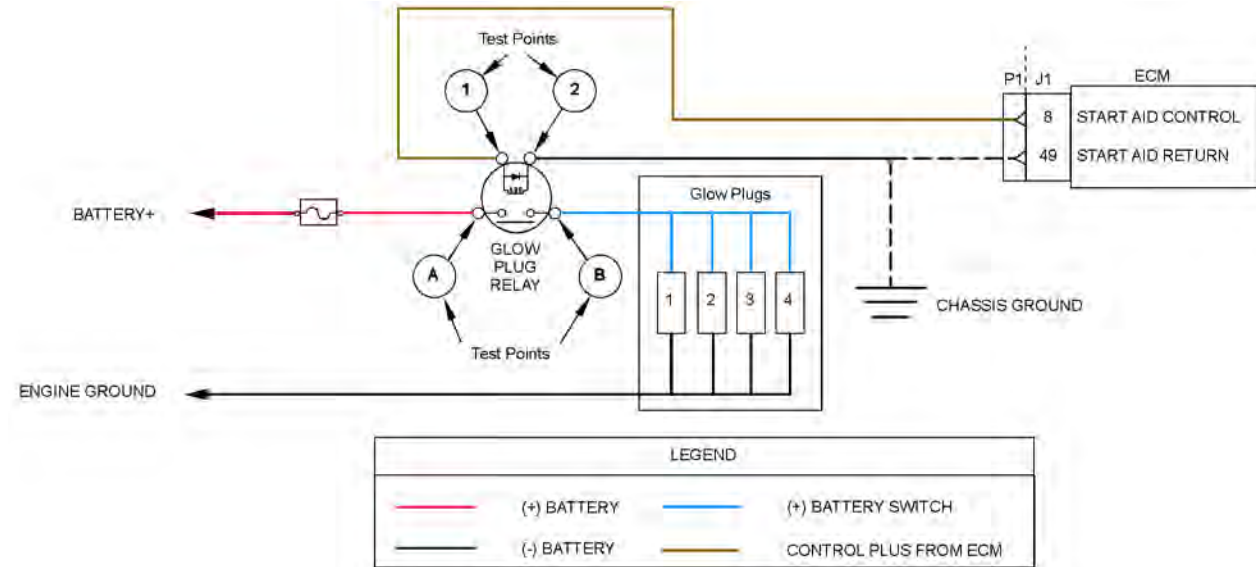 Test Points
1 2
P1 J1 ECM
8 START AID CONTROL
49 START AID RETURN
Glow Plugs
BATTERY+
GLOW
PLUG
RELAY
A B
1 2 3 4
CHASSIS GROUND
Test Points
ENGINE GROUND
LEGEND
(+) BATTERY (+) BATTERY SWITCH
(-) BATTERY CONTROL PLUS FROM ECM